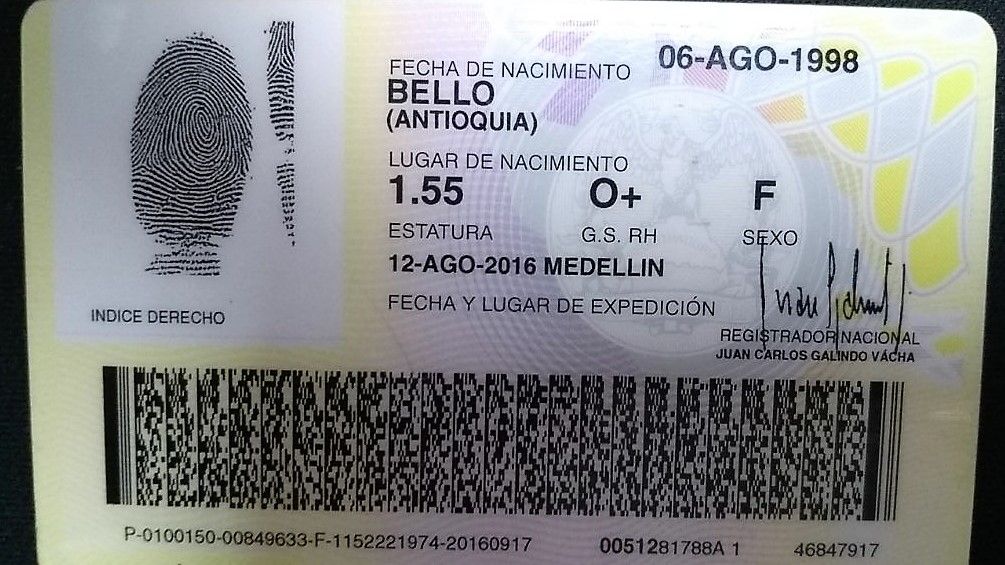 FECHA DE NACIMIENTO 06-AGO-1998
BELLO
(ANTIOQUIA)
LUGAR DE NACIMIENTO
1.55 O+ F
ESTATURA G.S. RH SEXO
12-AGO-2016 MEDELLIN
FECHA Y LUGAR DE EXPEDICIÓN
INDICE DERECHO
REGISTRADOR NACIONAL
JUAN CARLOS GALINDO VÁCHA
P-0100150-00849633-F-1152221974-20160917 0051281788A 1 46847917